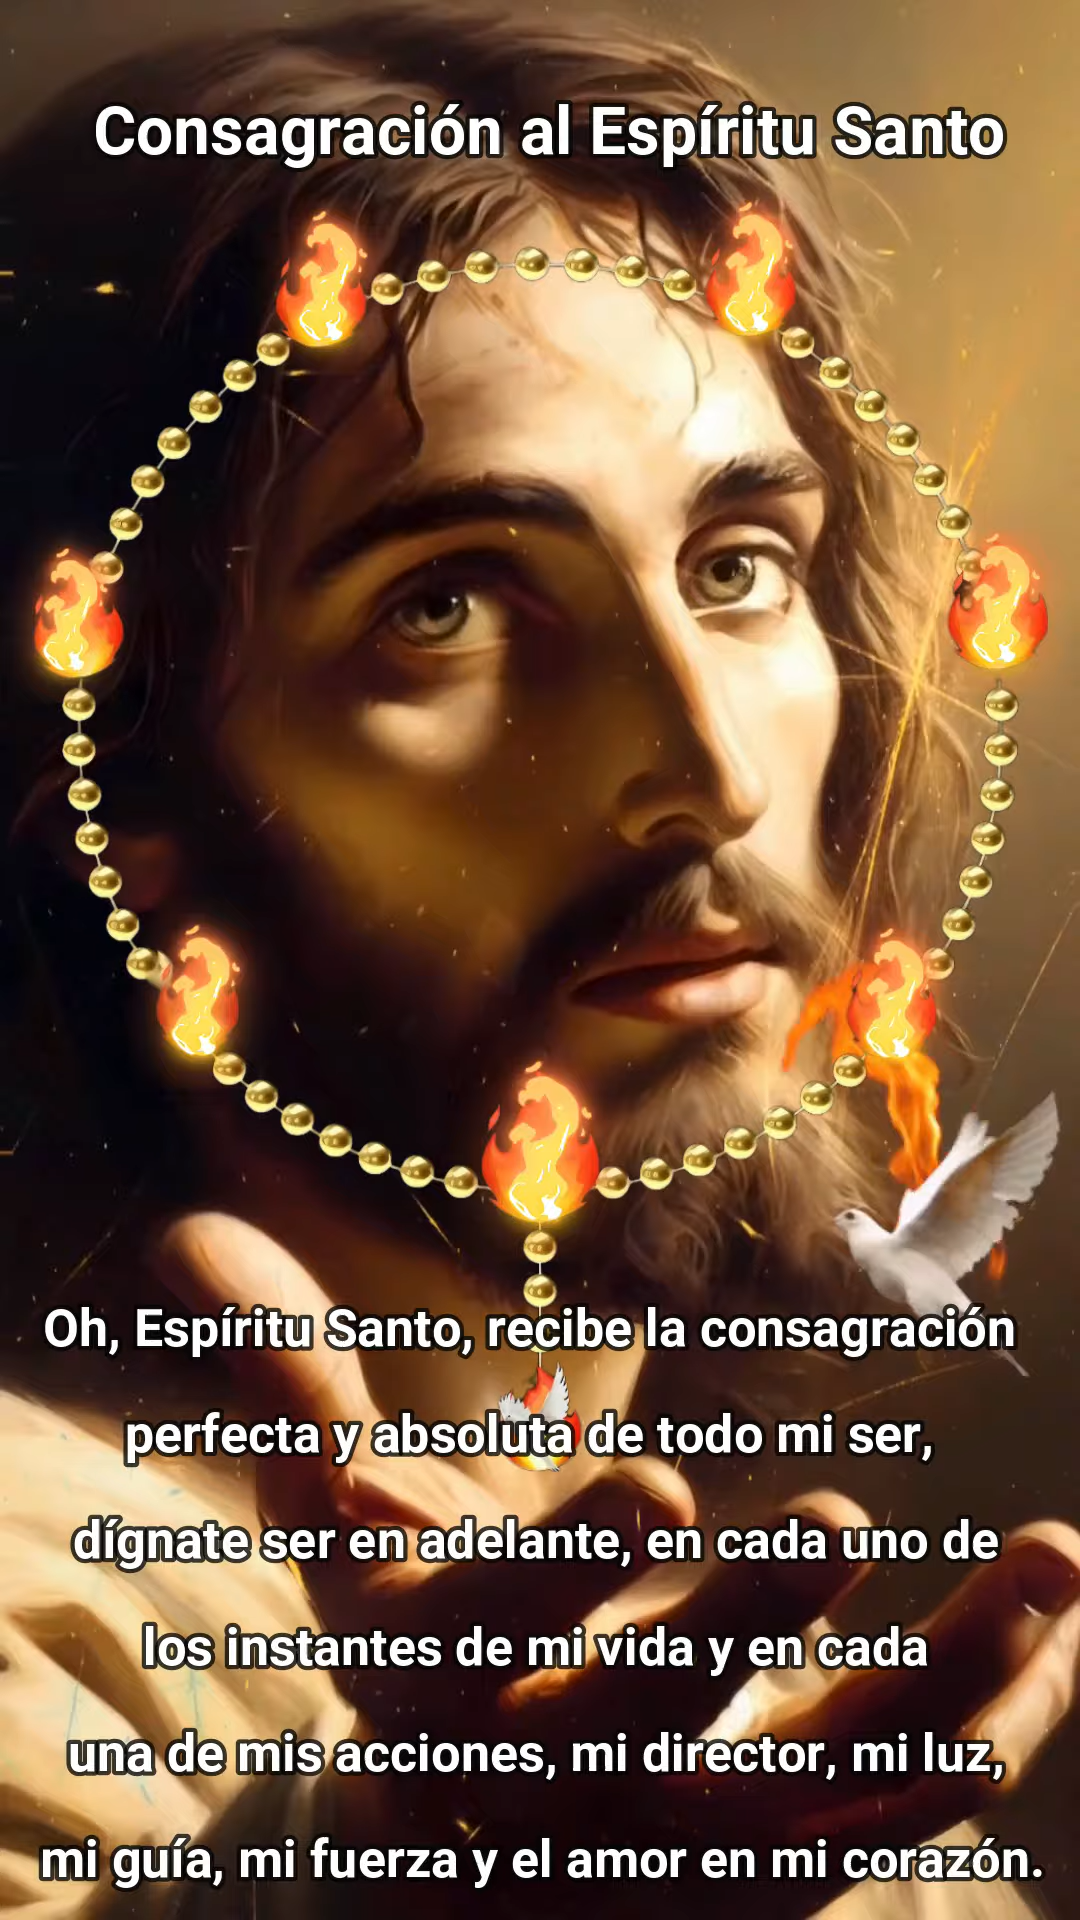 Consagración al Espíritu Santo
Oh, Espíritu Santo, recibe la consagración
perfecta y absoluta de todo mi ser,
dígnate ser en adelante, en cada uno de
los instantes de mi vida y en cada
una de mis acciones, mi director, mi luz,
mi guía, mi fuerza y el amor en mi corazón.